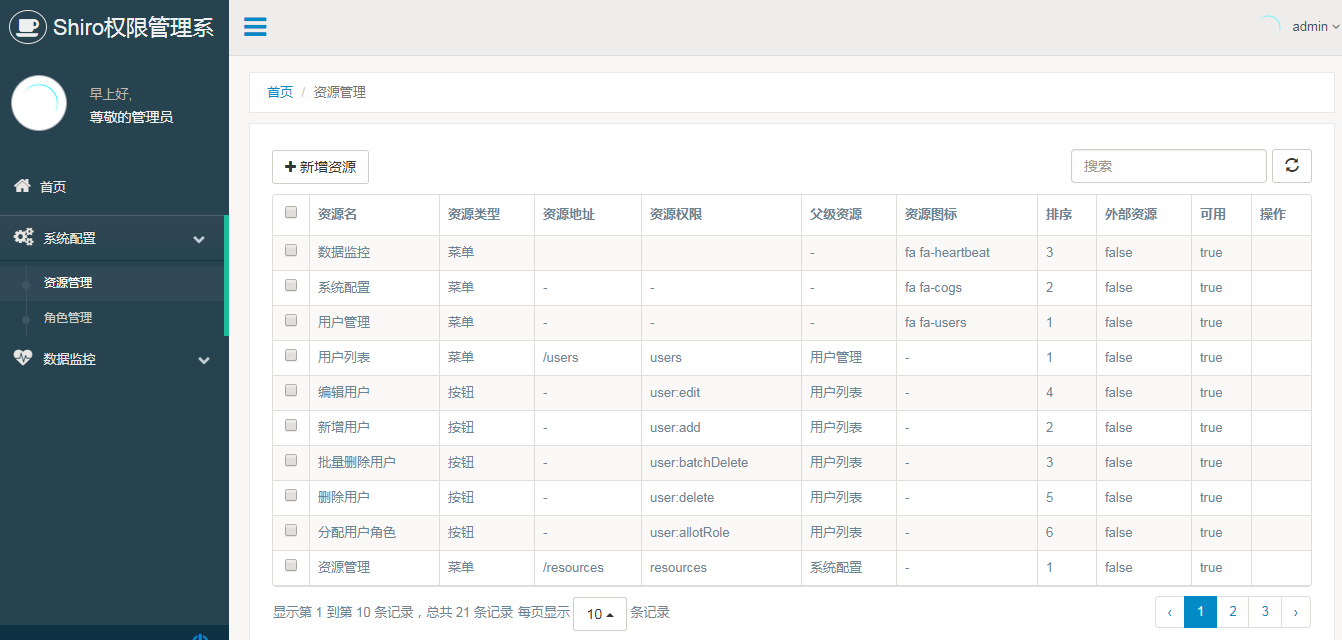 Shiro权限管理系
admin
早上好,
尊敬的管理员
首页
系统配置
资源管理
角色管理
数据监控
首页 / 资源管理
新增资源
搜索
资源名 资源类型 资源地址 资源权限 父级资源 资源图标 排序 外部资源 可用 操作
数据监控 菜单 - fa fa-heartbeat 3 false true
系统配置 菜单 - - - fa fa-cogs 2 false true
用户管理 菜单 - - - fa fa-users 1 false true
用户列表 菜单 /users users 用户管理 - 1 false true
编辑用户 按钮 - user:edit 用户列表 - 4 false true
新增用户 按钮 - user:add 用户列表 - 2 false true
批量删除用户 按钮 - user:batchDelete 用户列表 - 3 false true
删除用户 按钮 - user:delete 用户列表 - 5 false true
分配用户角色 按钮 - user:allotRole 用户列表 - 6 false true
资源管理 菜单 /resources resources 系统配置 - 1 false true
显示第 1 到第 10 条记录，总共 21 条记录 每页显示 10 条记录
‹ 1 2 3 ›